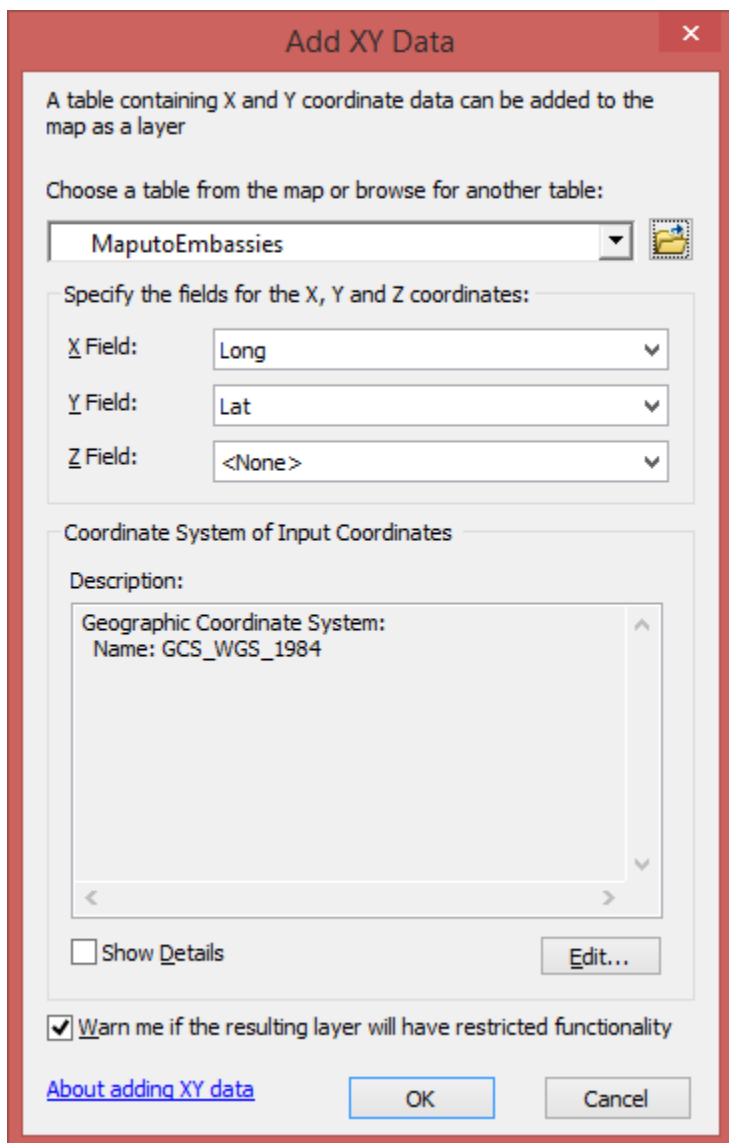 Add XY Data
×
A table containing X and Y coordinate data can be added to the
map as a layer
Choose a table from the map or browse for another table:
MaputoEmbassies
Specify the fields for the X, Y and Z coordinates:
X Field: Long
Y Field: Lat
Z Field: <None>
Coordinate System of Input Coordinates
Description:
Geographic Coordinate System:
Name: GCS_WGS_1984
Show Details Edit...
Warn me if the resulting layer will have restricted functionality
About adding XY data OK Cancel